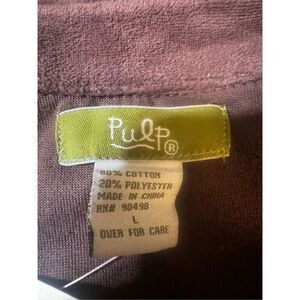 Pulp®
80% COTTON
20% POLYESTER
MADE IN CHINA
RN# 90498
L
OVER FOR CARE